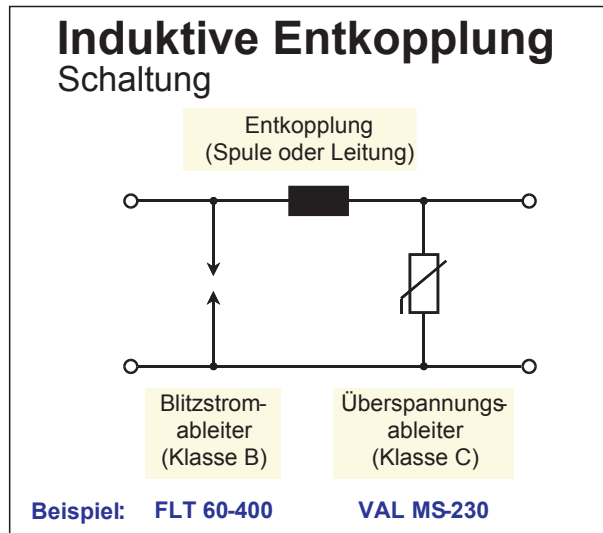 Induktive Entkopplung
Schaltung
Entkopplung
(Spule oder Leitung)
Blitzstrom-
ableiter
(Klasse B)
Überspannungs-
ableiter
(Klasse C)
Beispiel: FLT 60-400 VAL MS-230